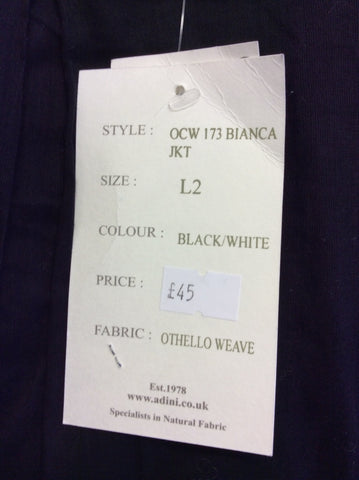 STYLE : OCW 173 BIANCA
JKT
SIZE : L2
COLOUR : BLACK/WHITE
PRICE : £45
FABRIC : OTHELLO WEAVE
Est.1978
www.adini.co.uk
Specialists in Natural Fabric